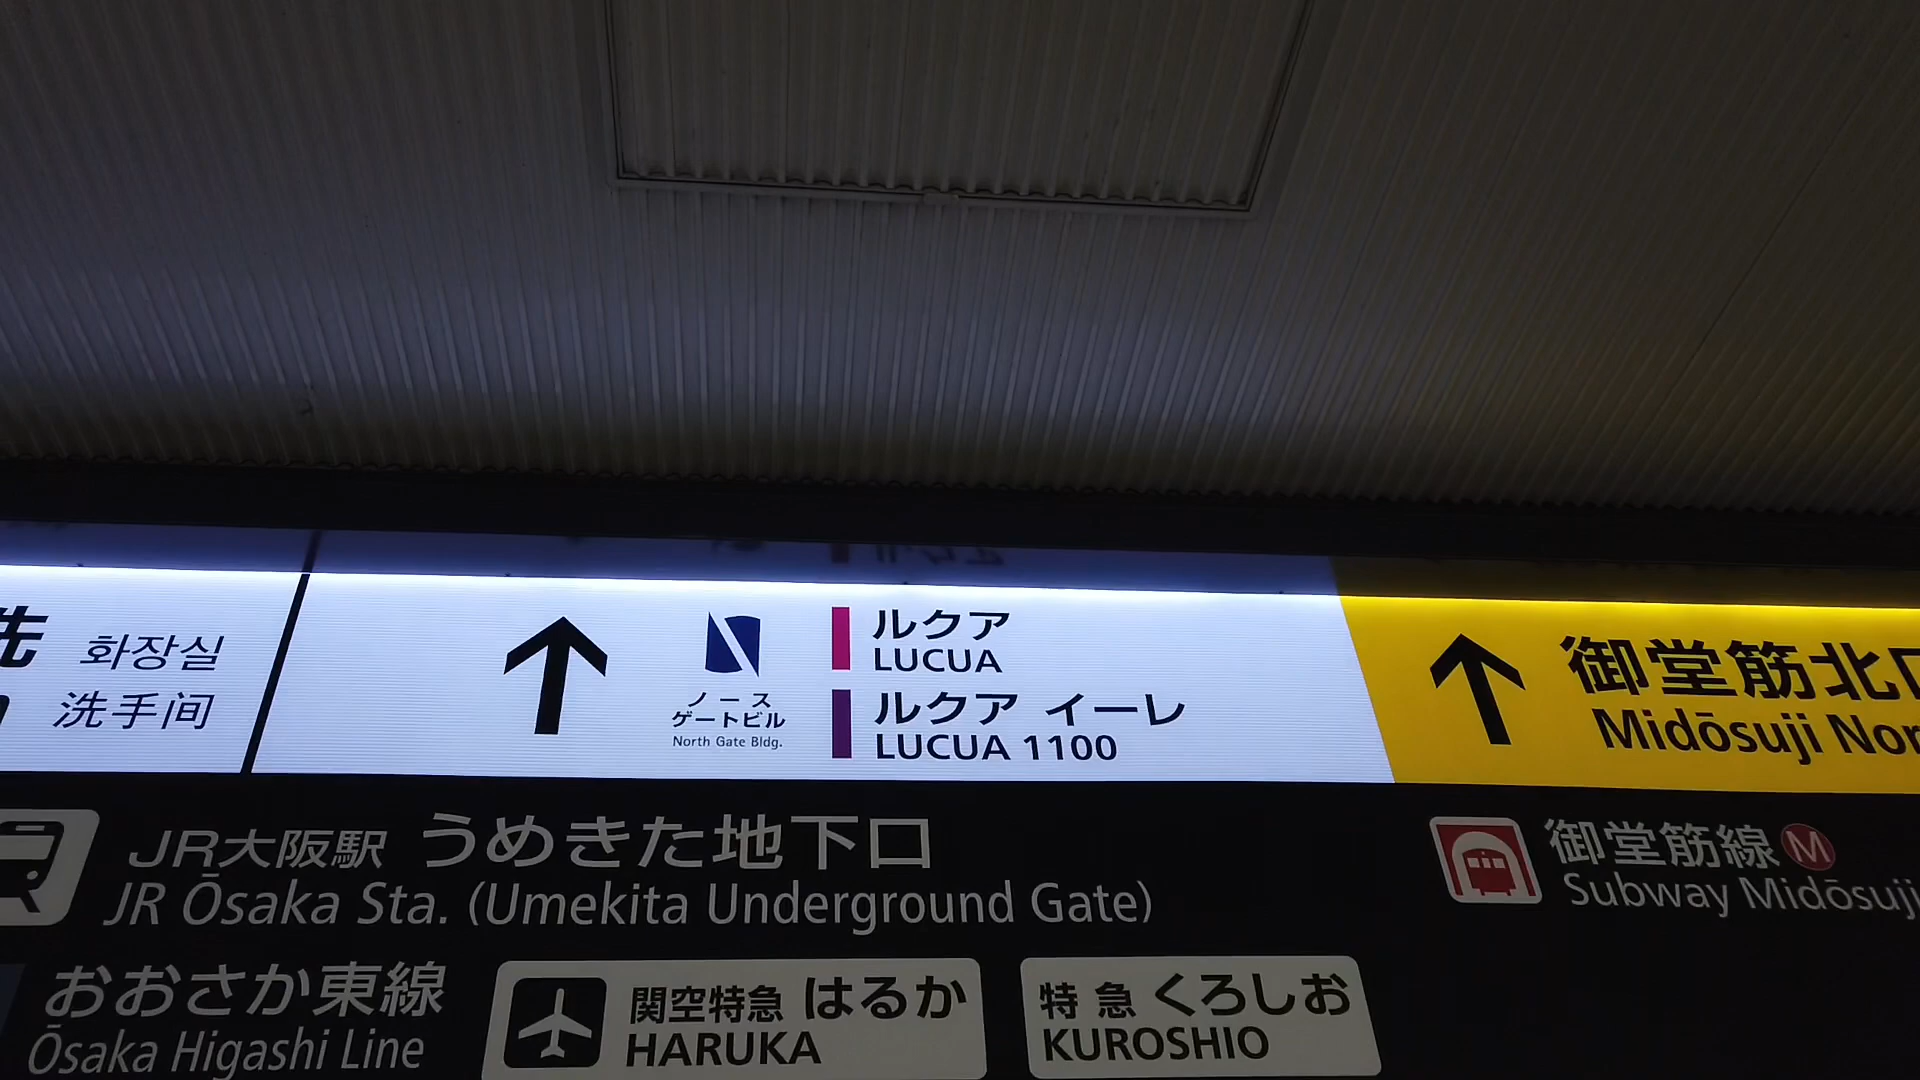 화장실
洗手间
ノース
ゲートビル
North Gate Bldg.
ルクア
LUCUA
ルクア イーレ
LUCUA 1100
御堂筋北口
Midōsuji
JR大阪駅 うめきた地下口
JR Ōsaka Sta. (Umekita Underground Gate)
御堂筋線 M
Subway Midōsuji
おおさか東線
Ōsaka Higashi Line
関空特急 はるか
HARUKA
特急 くろしお
KUROSHIO